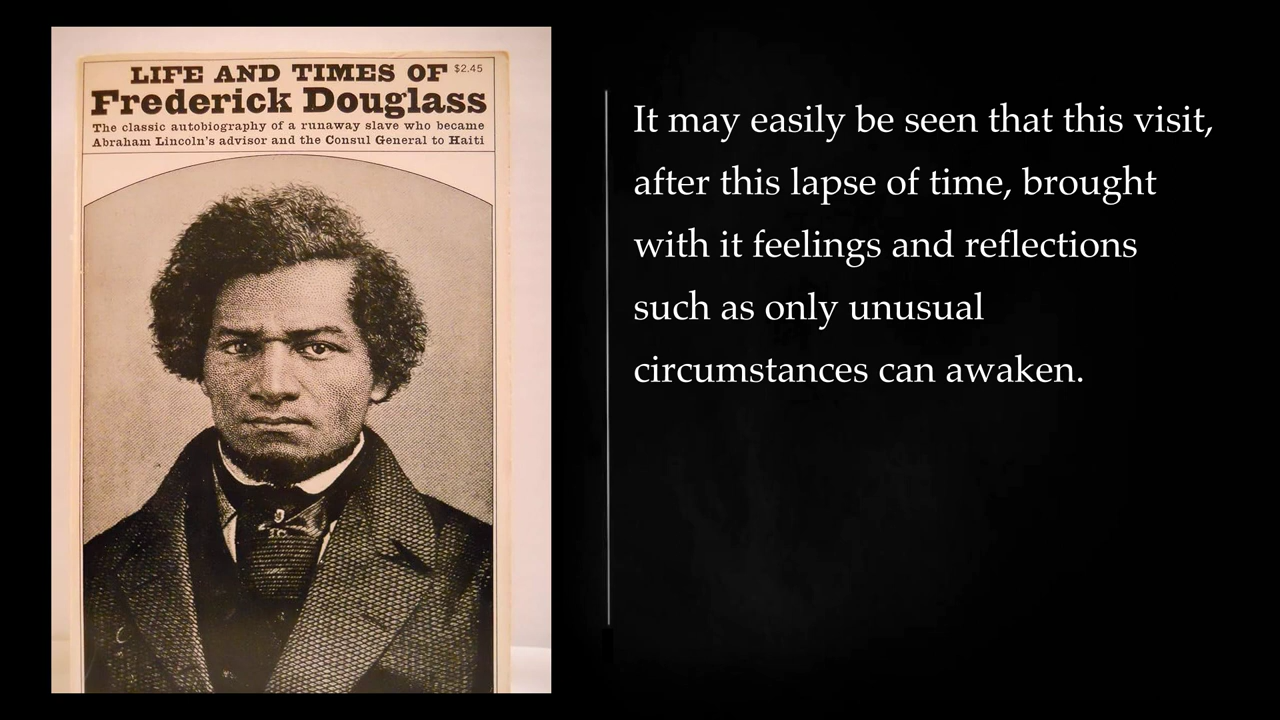 LIFE AND TIMES OF $2.45
Frederick Douglass
The classic autobiography of a runaway slave who became
Abraham Lincoln's advisor and the Consul General to Haiti
It may easily be seen that this visit,
after this lapse of time, brought
with it feelings and reflections
such as only unusual
circumstances can awaken.